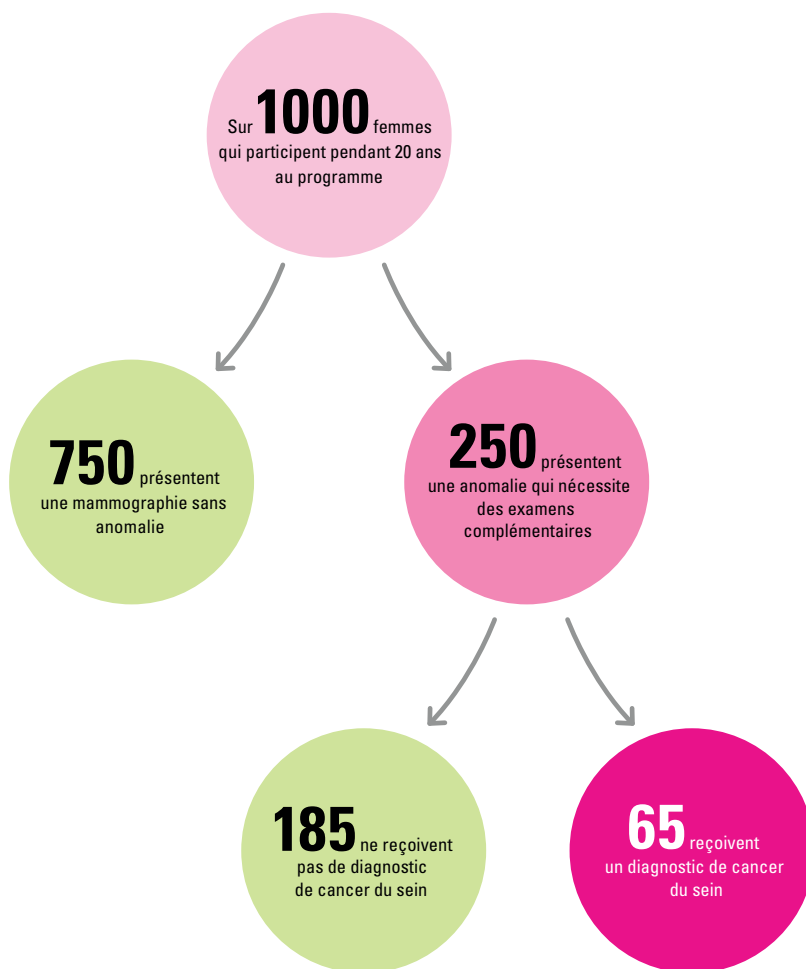 Sur 1000 femmes
qui participent pendant 20 ans
au programme
750 présentent
une mammographie sans
anomalie
250 présentent
une anomalie qui nécessite
des examens
complémentaires
185 ne reçoivent
pas de diagnostic
de cancer du sein
65 reçoivent
un diagnostic de cancer
du sein